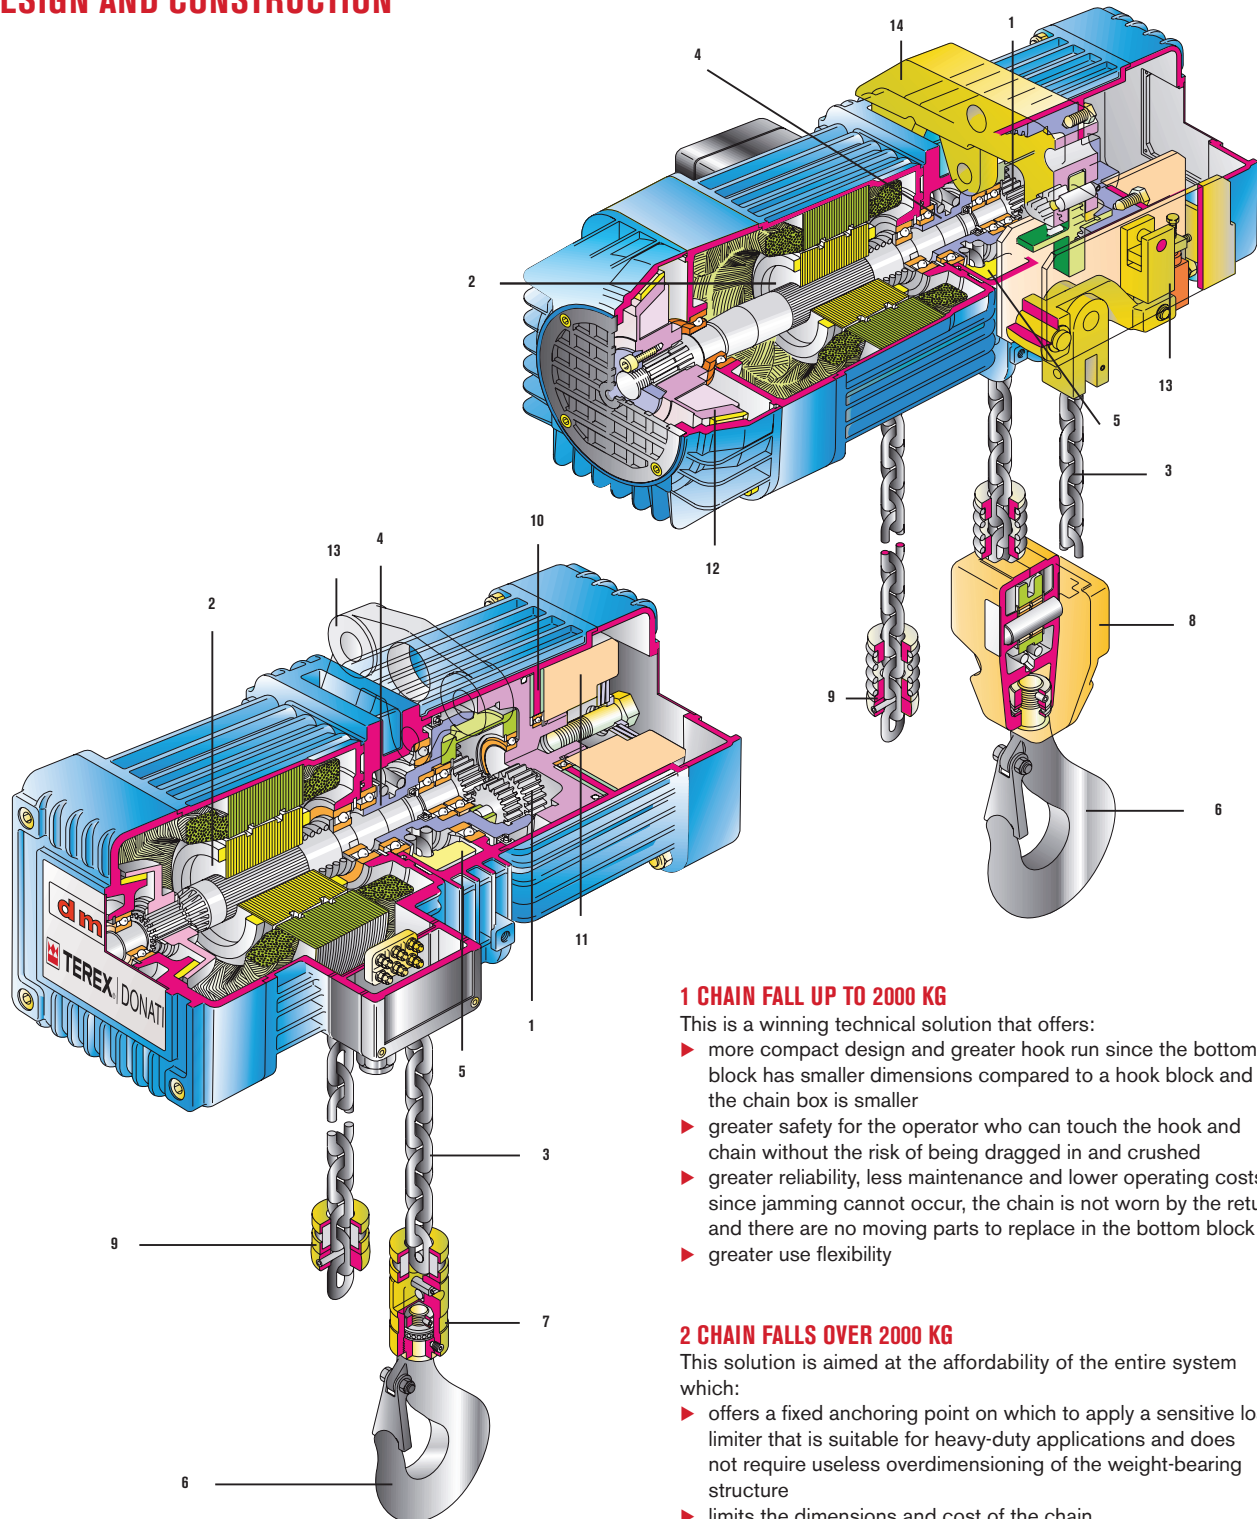 DESIGN AND CONSTRUCTION
14
1
4
2
13
5
3
12
8
9
6
10
4
13
2
11
1
5
3
9
7
6
dm
TEREX® | DONATI
1 CHAIN FALL UP TO 2000 KG
This is a winning technical solution that offers:
▶ more compact design and greater hook run since the bottom
block has smaller dimensions compared to a hook block and
the chain box is smaller
▶ greater safety for the operator who can touch the hook and
chain without the risk of being dragged in and crushed
▶ greater reliability, less maintenance and lower operating costs
since jamming cannot occur, the chain is not worn by the
and there are no moving parts to replace in the bottom block
▶ greater use flexibility
2 CHAIN FALLS OVER 2000 KG
This solution is aimed at the affordability of the entire system
which:
▶ offers a fixed anchoring point on which to apply a sensitive
limiter that is suitable for heavy-duty applications and does
not require useless overdimensioning of the weight-bearing
structure
▶ limits the dimensions and cost of the chain